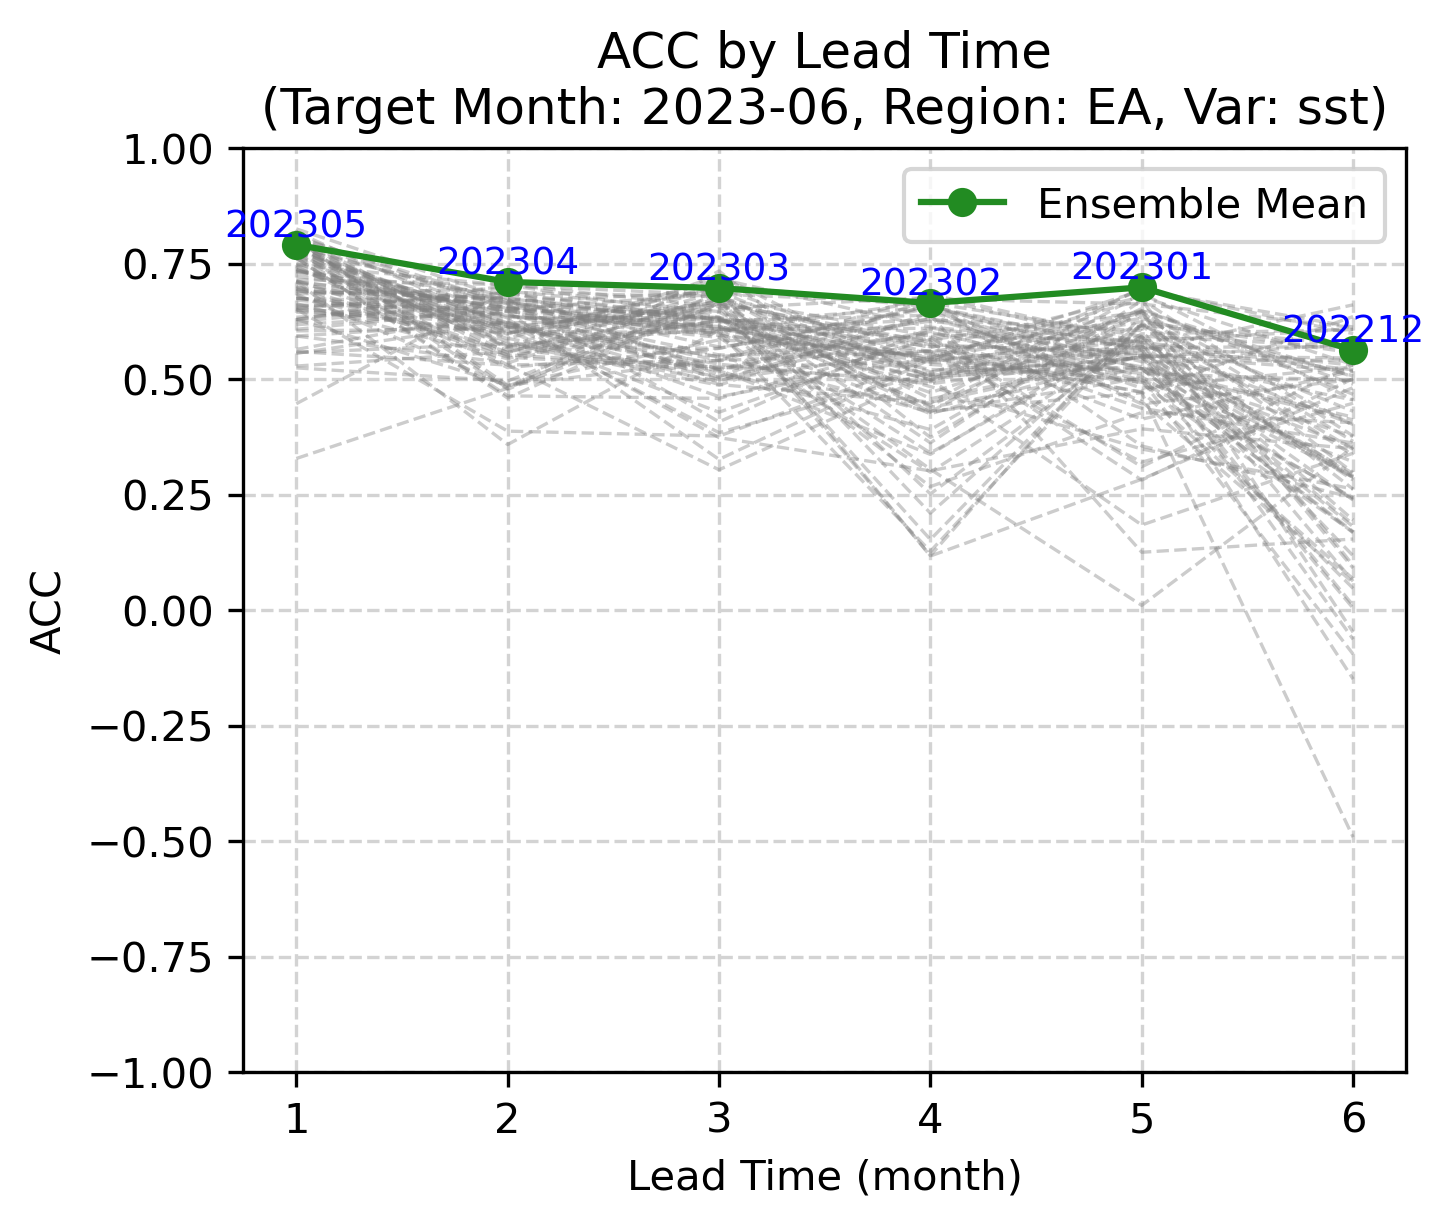 ACC by Lead Time
(Target Month: 2023-06, Region: EA, Var: sst)
Ensemble Mean
202305
202304
202303
202302
202301
202212
1.00
0.75
0.50
0.25
0.00
−0.25
−0.50
−0.75
−1.00
ACC
1 2 3 4 5 6
Lead Time (month)